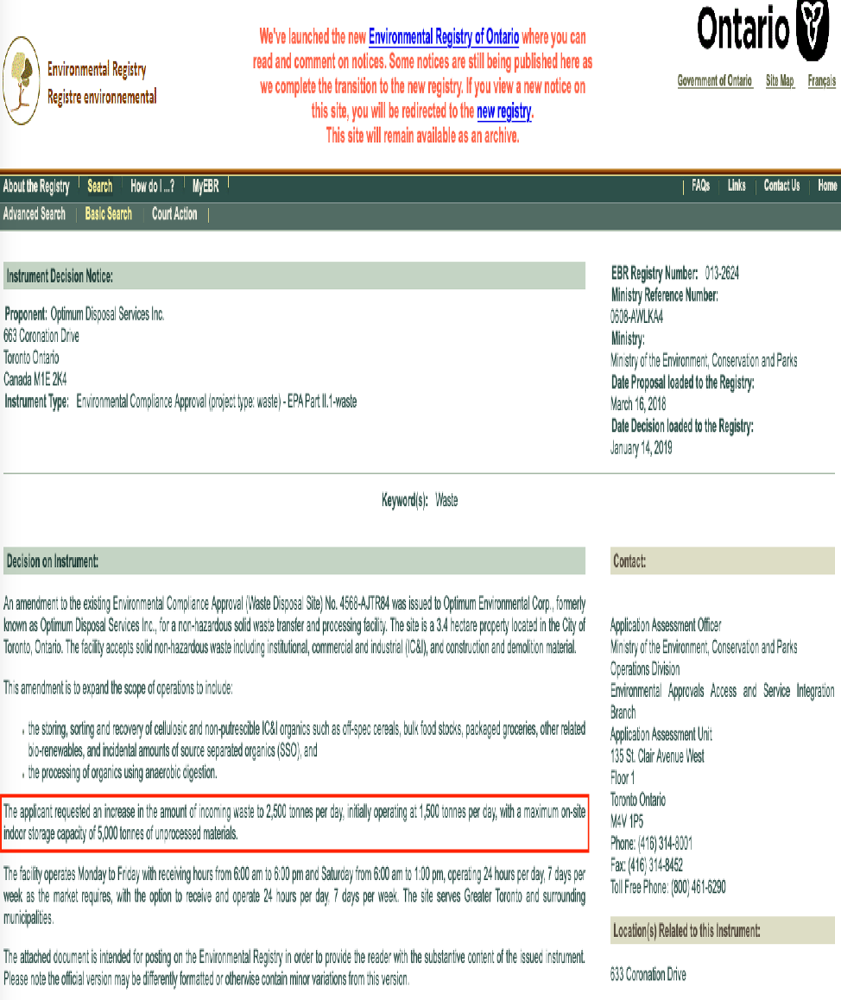 Environmental Registry
Registre environnemental
We've launched the new Environmental Registry of Ontario where you can
read and comment on notices. Some notices are still being published here as
we complete the transition to the new registry. If you view a new notice on
this site, you will be redirected to the new registry.
This site will remain available as an archive.
Ontario
Government of Ontario Site Map Français
About the Registry Search How do I ...? MyEBR FAQs Links Contact Us Home
Advanced Search Basic Search Court Action
Instrument Decision Notice:
Proponent: Optimum Disposal Services Inc.
663 Coronation Drive
Toronto Ontario
Canada M1E 2K4
Instrument Type: Environmental Compliance Approval (project type: waste) - EPA Part II.1-waste
EBR Registry Number: 013-2624
Ministry Reference Number:
0608-AWLKA4
Ministry:
Ministry of the Environment, Conservation and Parks
Date Proposal loaded to the Registry:
March 16, 2018
Date Decision loaded to the Registry:
January 14, 2019
Keyword(s): Waste
Decision on Instrument:
An amendment to the existing Environmental Compliance Approval (Waste Disposal Site) No. 4568-AJTR84 was issued to Optimum Environmental Corp., formerly
known as Optimum Disposal Services Inc., for a non-hazardous solid waste transfer and processing facility. The site is a 3.4 hectare property located in the City of
Toronto, Ontario. The facility accepts solid non-hazardous waste including institutional, commercial and industrial (IC&I), and construction and demolition material.
This amendment is to expand the scope of operations to include:
• the storing, sorting and recovery of cellulosic and non-putrescible IC&I organics such as off-spec cereals, bulk food stocks, packaged groceries, other related
bio-renewables, and incidental amounts of source separated organics (SSO), and
• the processing of organics using anaerobic digestion.
The applicant requested an increase in the amount of incoming waste to 2,500 tonnes per day, initially operating at 1,500 tonnes per day, with a maximum on-site
indoor storage capacity of 5,000 tonnes of unprocessed materials.
The facility operates Monday to Friday with receiving hours from 6:00 am to 6:00 pm and Saturday from 6:00 am to 1:00 pm, operating 24 hours per day, 7 days per
week as the market requires, with the option to receive and operate 24 hours per day, 7 days per week. The site serves Greater Toronto and surrounding
municipalities.
The attached document is intended for posting on the Environmental Registry in order to provide the reader with the substantive content of the issued instrument.
Please note the official version may be differently formatted or otherwise contain minor variations from this version.
Contact:
Application Assessment Officer
Ministry of the Environment, Conservation and Parks
Operations Division
Environmental Approvals Access and Service Integration
Branch
Application Assessment Unit
135 St. Clair Avenue West
Floor 1
Toronto Ontario
M4V 1P5
Phone: (416) 314-8001
Fax: (416) 314-8452
Toll Free Phone: (800) 461-6290
Location(s) Related to this Instrument:
633 Coronation Drive